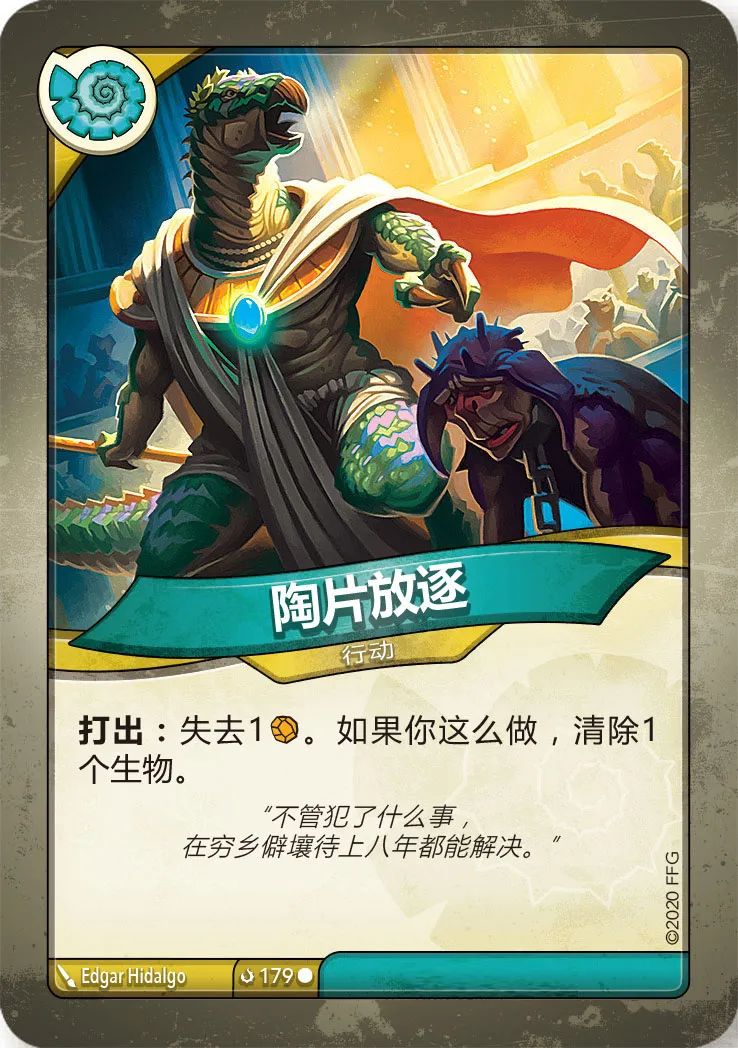 陶片放逐
行动
打出：失去1。如果你这么做，清除1
个生物。
“不管犯了什么事，
在穷乡僻壤待上八年都能解决。”
©2020 FFG
Edgar Hidalgo
179